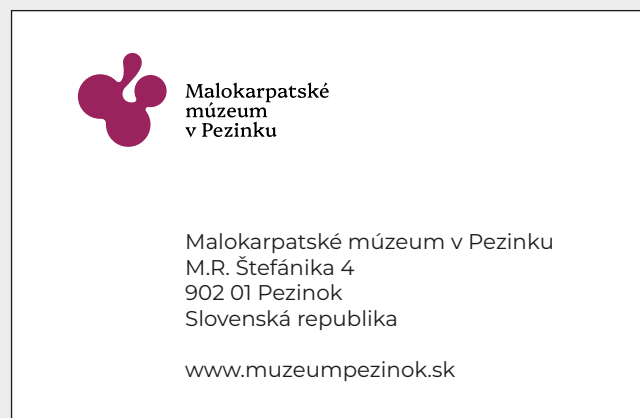 Malokarpatské
múzeum
v Pezinku
Malokarpatské múzeum v Pezinku
M.R. Štefánika 4
902 01 Pezinok
Slovenská republika
www.muzeumpezinok.sk